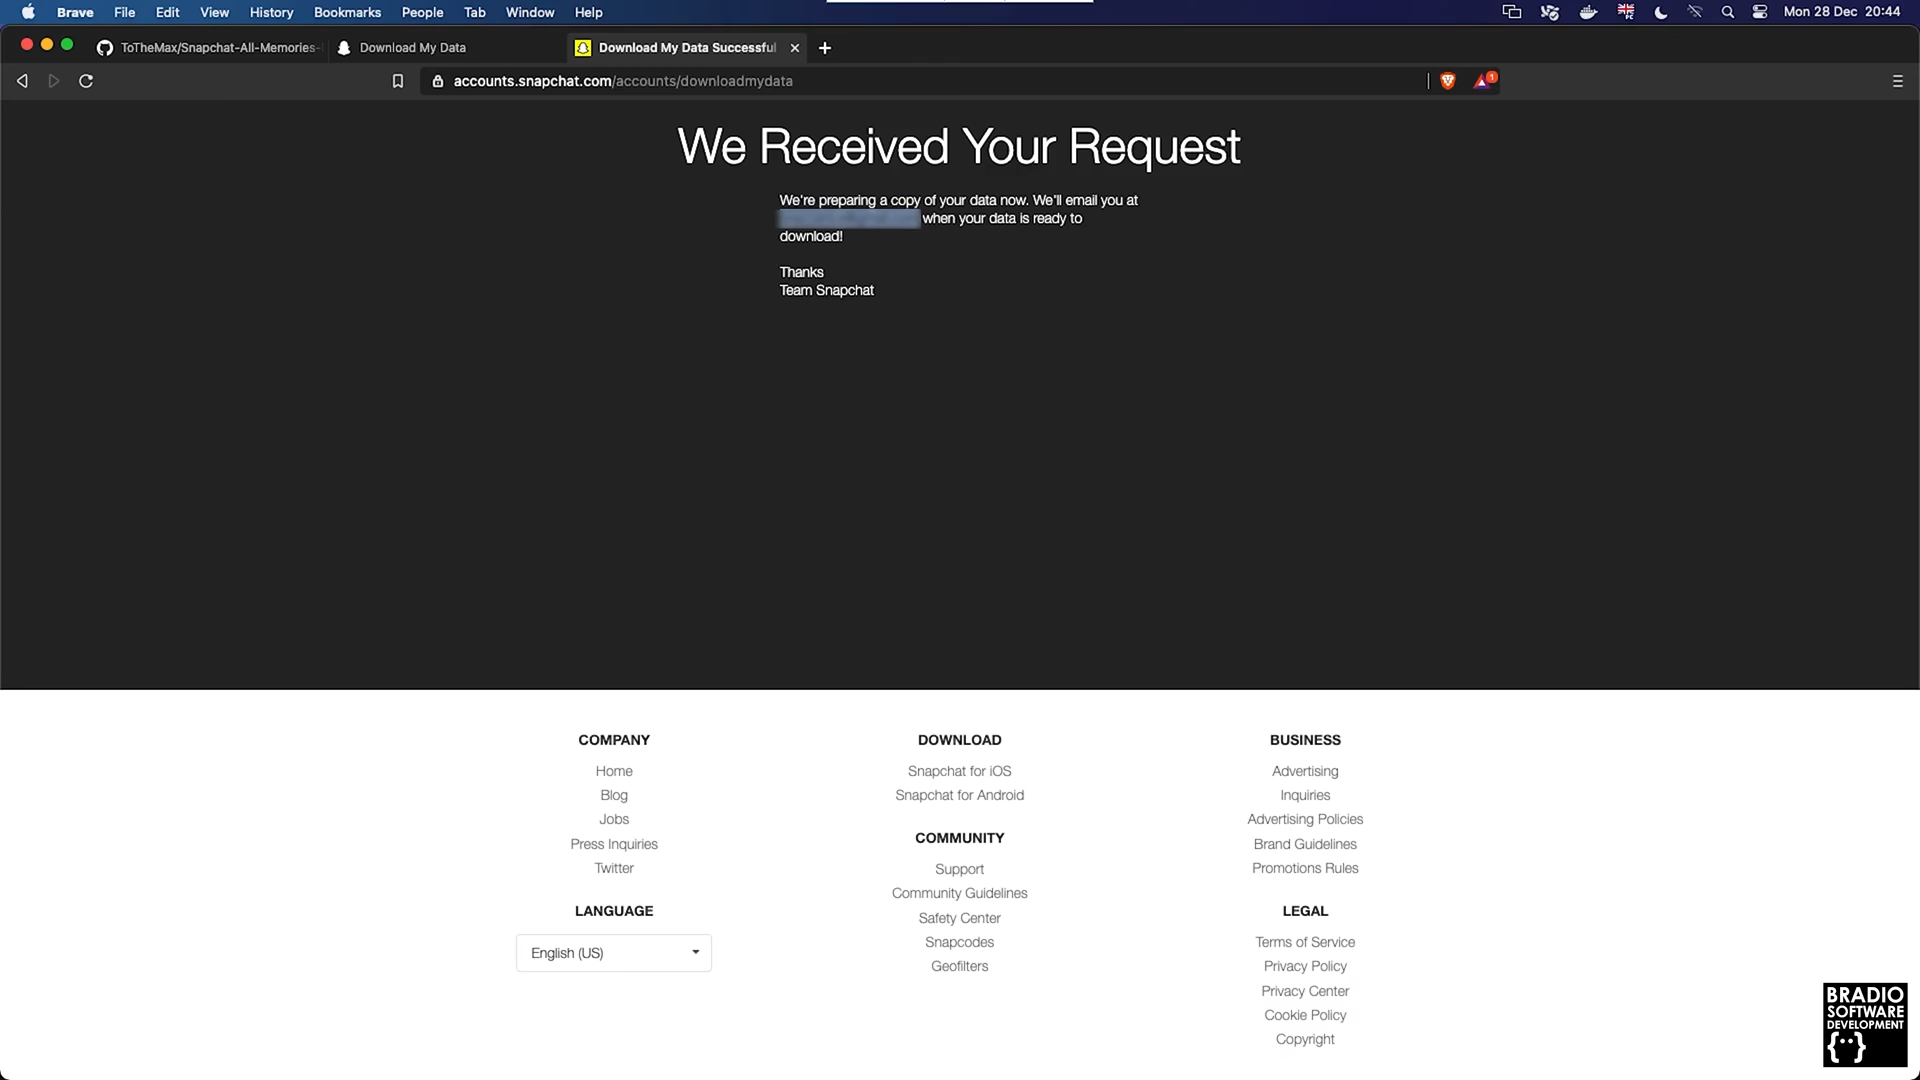 Brave File Edit View History Bookmarks People Tab Window Help Mon 28 Dec 20:44
ToTheMax/Snapchat-All-Memories- Download My Data Download My Data Successful
accounts.snapchat.com/accounts/downloadmydata 1
We Received Your Request
We're preparing a copy of your data now. We'll email you at
when your data is ready to
download!
Thanks
Team Snapchat
COMPANY
Home
Blog
Jobs
Press Inquiries
Twitter
LANGUAGE
English (US)
DOWNLOAD
Snapchat for iOS
Snapchat for Android
COMMUNITY
Support
Community Guidelines
Safety Center
Snapcodes
Geofilters
BUSINESS
Advertising
Inquiries
Advertising Policies
Brand Guidelines
Promotions Rules
LEGAL
Terms of Service
Privacy Policy
Privacy Center
Cookie Policy
Copyright
BRADIO
SOFTWARE
DEVELOPMENT
{··}